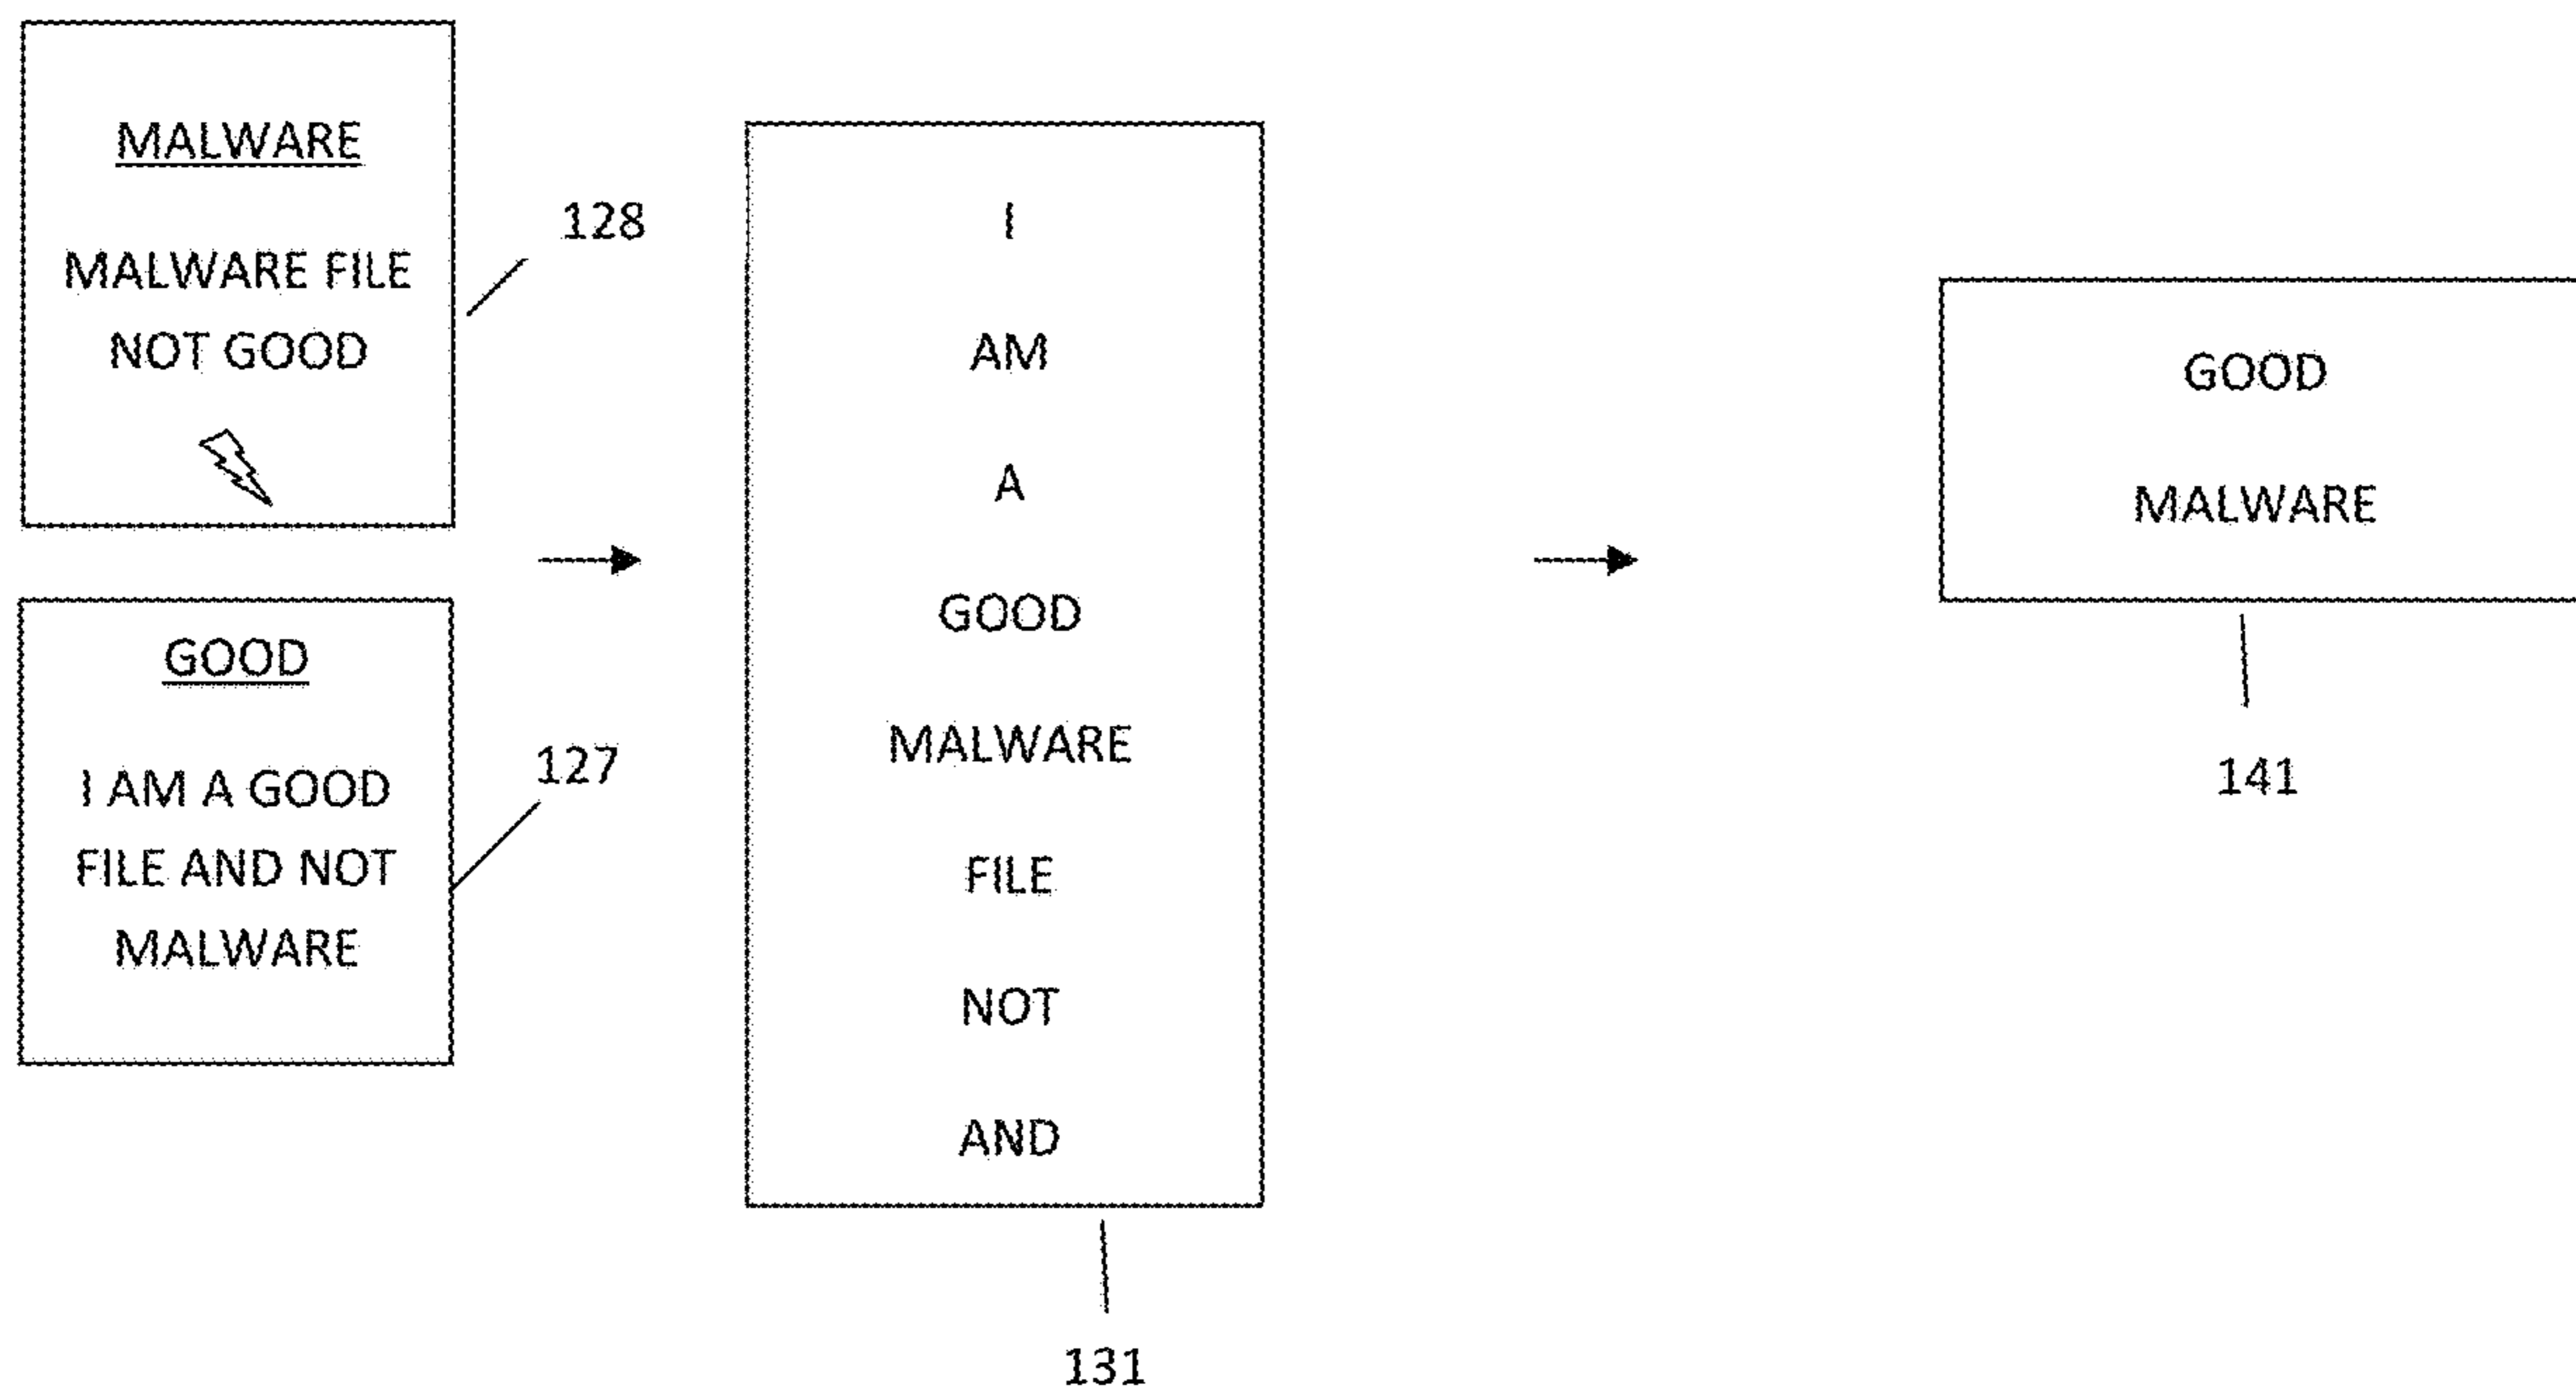 MALWARE
MALWARE FILE
NOT GOOD
128
GOOD
I AM A GOOD
FILE AND NOT
MALWARE
127
I
AM
A
GOOD
MALWARE
FILE
NOT
AND
131
GOOD
MALWARE
141